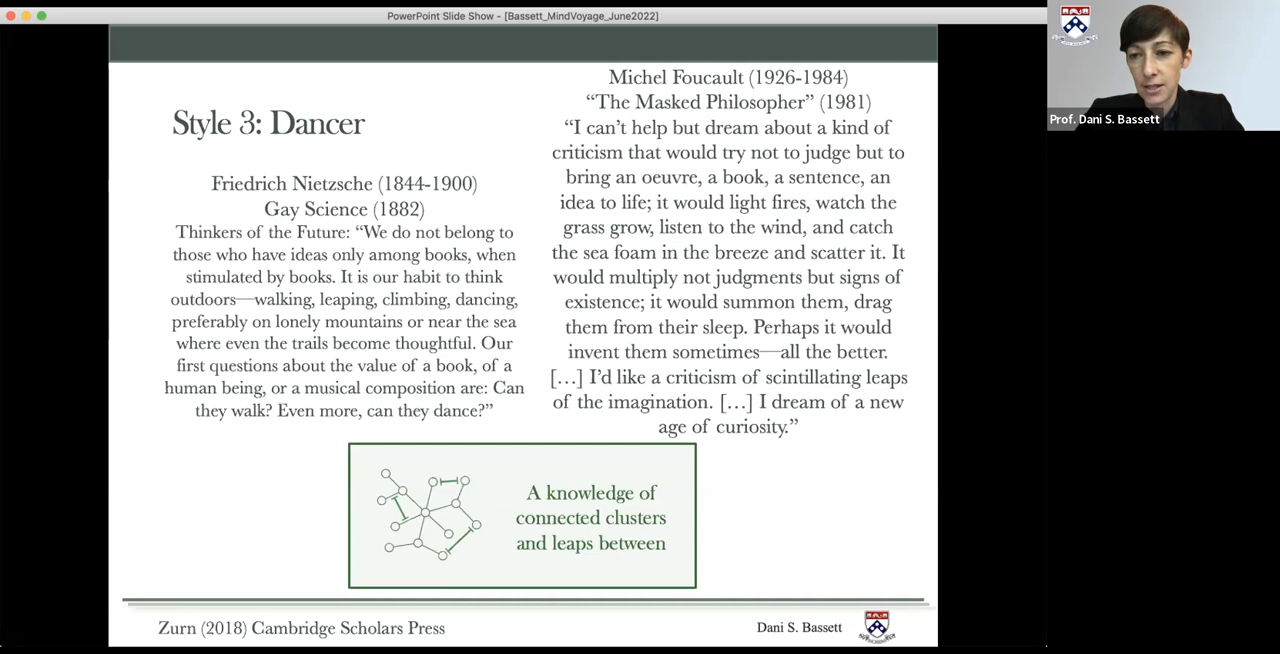 PowerPoint Slide Show - [Bassett_MindVoyage_June2022]
Style 3: Dancer
Friedrich Nietzsche (1844-1900)
Gay Science (1882)
Thinkers of the Future: “We do not belong to
those who have ideas only among books, when
stimulated by books. It is our habit to think
outdoors—walking, leaping, climbing, dancing,
preferably on lonely mountains or near the sea
where even the trails become thoughtful. Our
first questions about the value of a book, of a
human being, or a musical composition are: Can
they walk? Even more, can they dance?”
Michel Foucault (1926-1984)
“The Masked Philosopher” (1981)
“I can’t help but dream about a kind of
criticism that would try not to judge but to
bring an oeuvre, a book, a sentence, an
idea to life; it would light fires, watch the
grass grow, listen to the wind, and catch
the sea foam in the breeze and scatter it. It
would multiply not judgments but signs of
existence; it would summon them, drag
them from their sleep. Perhaps it would
invent them sometimes—all the better.
[…] I’d like a criticism of scintillating leaps
of the imagination. […] I dream of a new
age of curiosity.”
A knowledge of
connected clusters
and leaps between
Zurn (2018) Cambridge Scholars Press
Dani S. Bassett
Prof. Dani S. Bassett